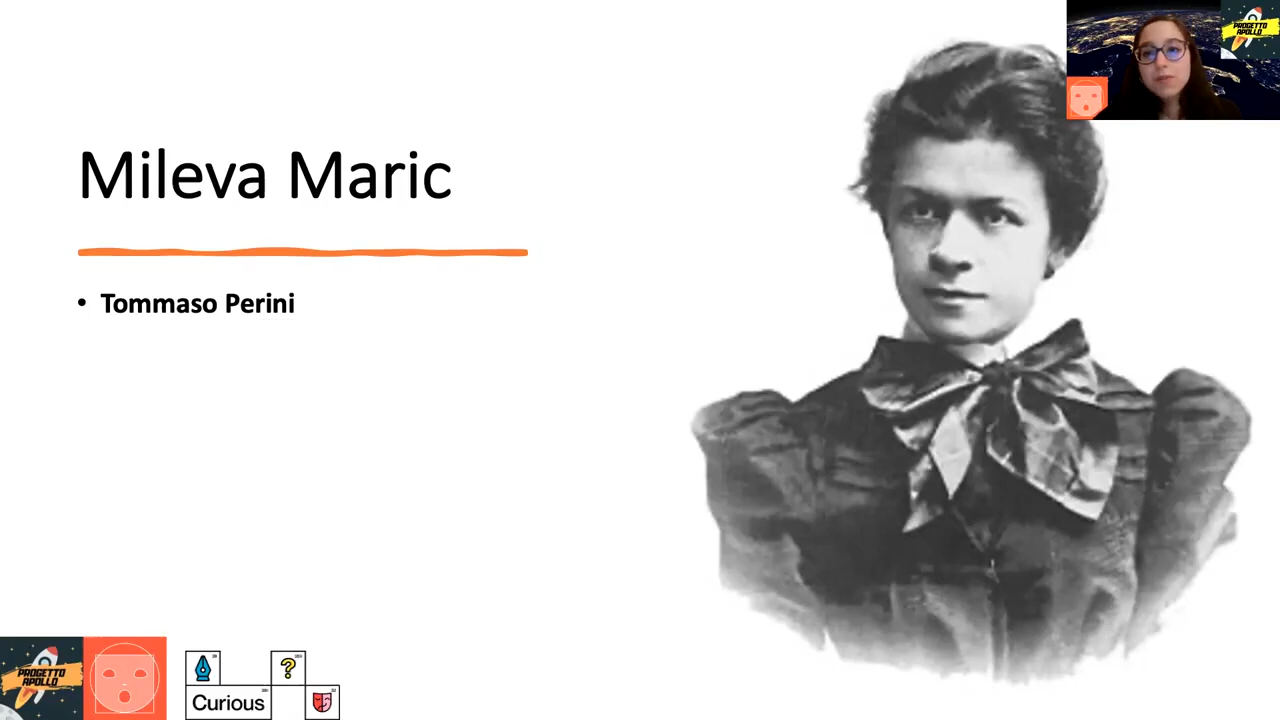 Mileva Maric
• Tommaso Perini
PROGETTO
APOLLO
PROGETTO
APOLLO
Curious